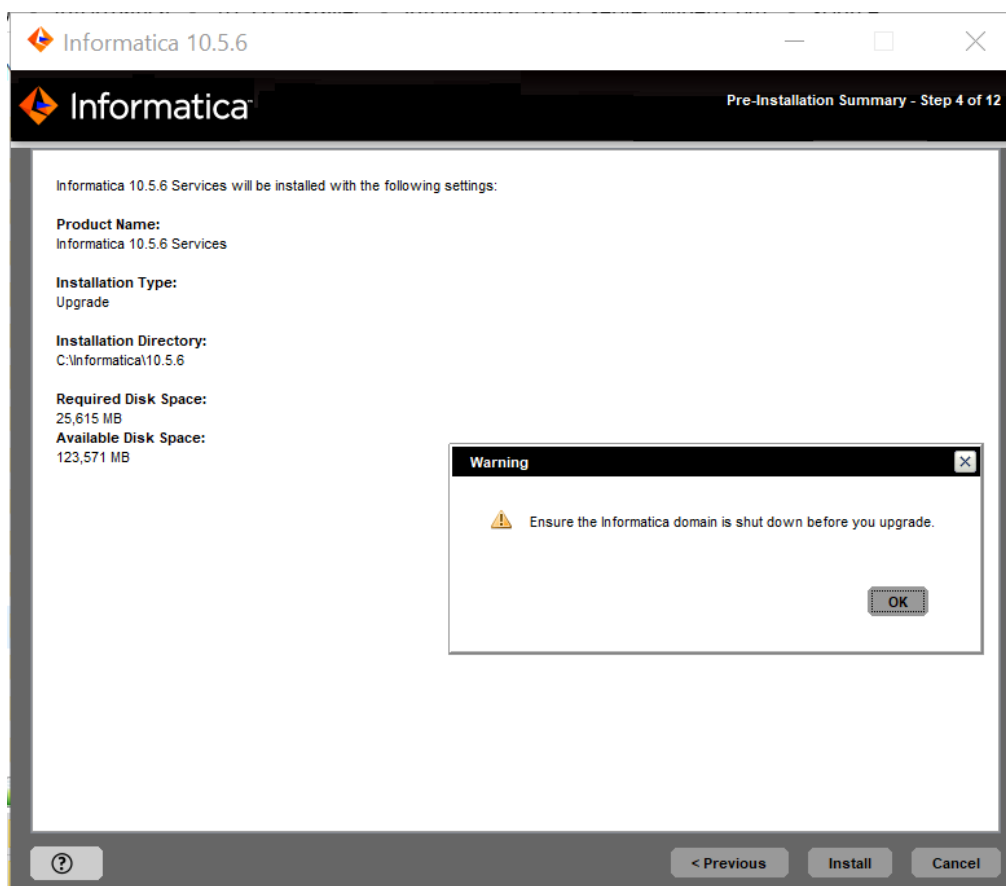 Informatica 10.5.6
Informatica
Pre-Installation Summary - Step 4 of 12
Informatica 10.5.6 Services will be installed with the following settings:
Product Name:
Informatica 10.5.6 Services
Installation Type:
Upgrade
Installation Directory:
C:\Informatica\10.5.6
Required Disk Space:
25,615 MB
Available Disk Space:
123,571 MB
Warning
Ensure the Informatica domain is shut down before you upgrade.
OK
?
< Previous
Install
Cancel